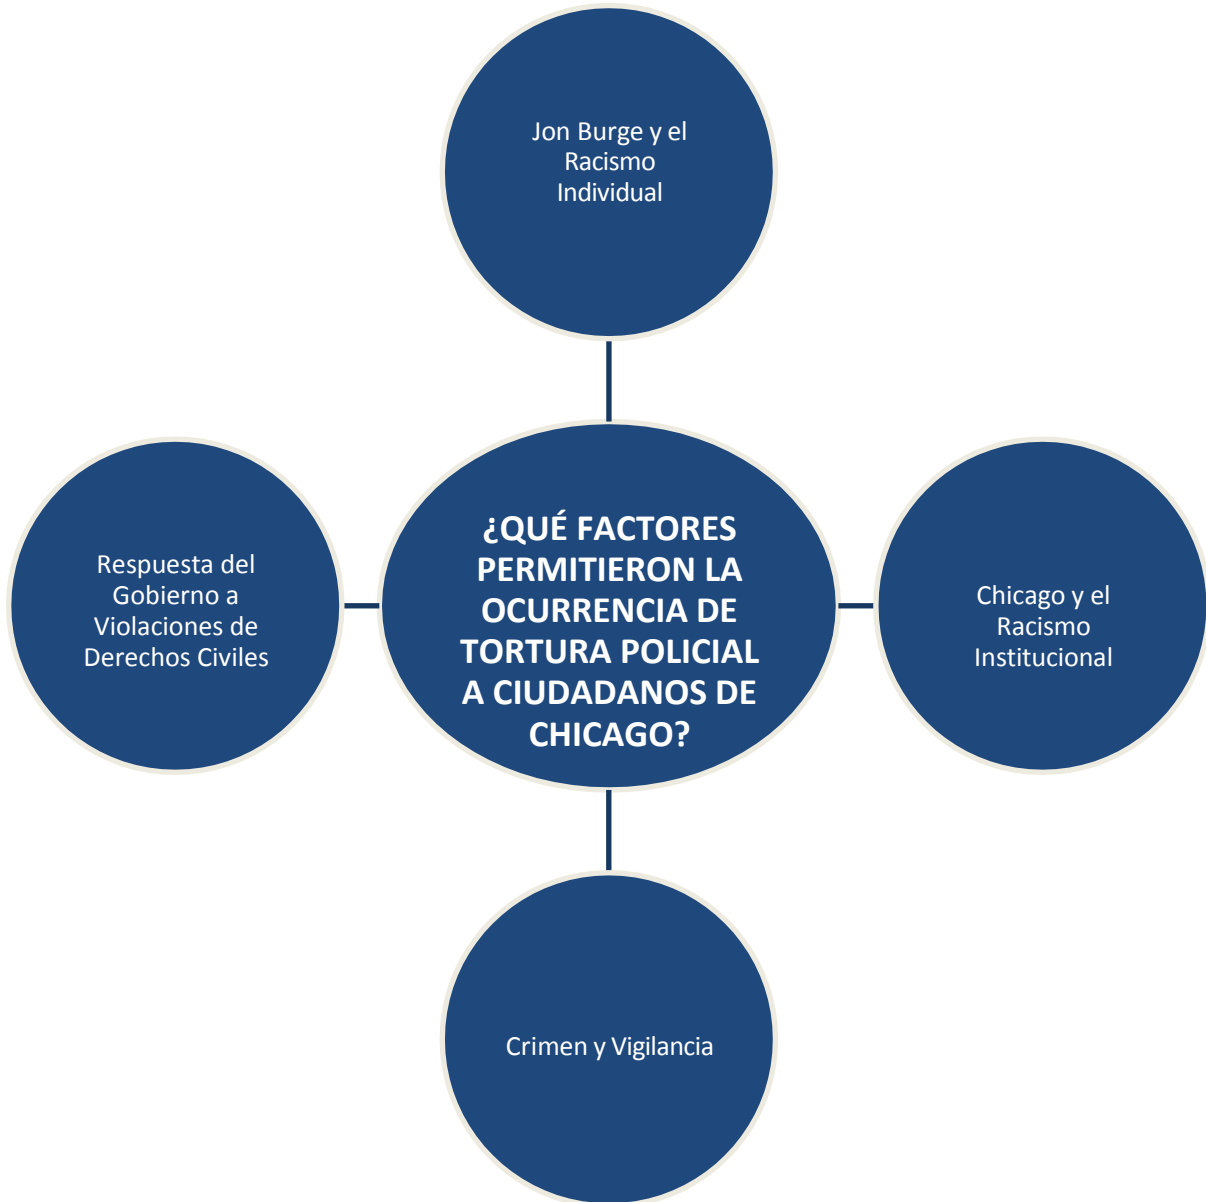 Jon Burge y el
Racismo
Individual
Respuesta del
Gobierno a
Violaciones de
Derechos Civiles
¿QUÉ FACTORES
PERMITIERON LA
OCURRENCIA DE
TORTURA POLICIAL
A CIUDADANOS DE
CHICAGO?
Chicago y el
Racismo
Institucional
Crimen y Vigilancia